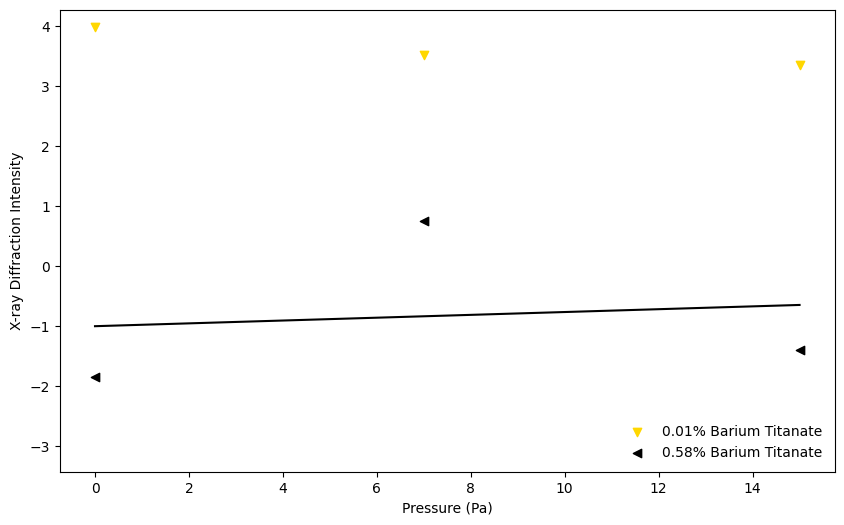 4
3
2
1
0
−1
−2
−3
X-ray Diffraction Intensity
0.01% Barium Titanate
0.58% Barium Titanate
0 2 4 6 8 10 12 14
Pressure (Pa)